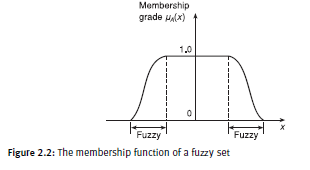 Membership
grade μA(x)
1.0
0
x
Fuzzy
Fuzzy
Figure 2.2: The membership function of a fuzzy set